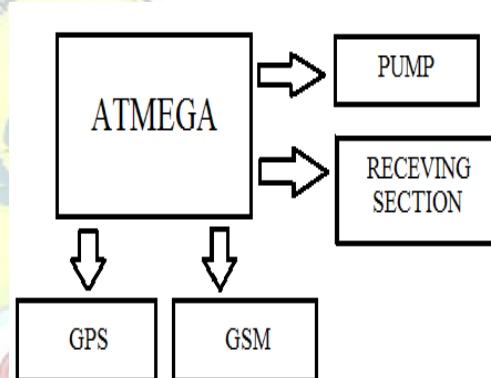 ATMEGA
PUMP
RECEVING
SECTION
GPS
GSM